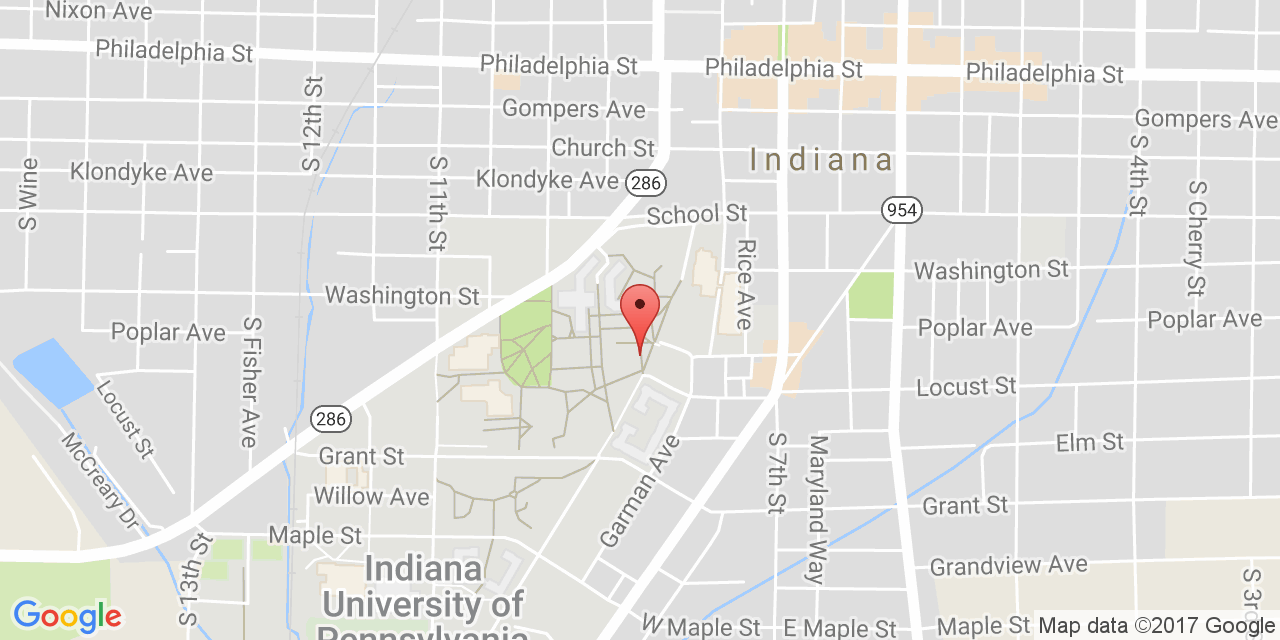 Nixon Ave
Philadelphia St
Philadelphia St
Philadelphia St
Philadelphia St
Gompers Ave
Gompers Ave
S 12th St
Church St
Indiana
S 4th St
Klondyke Ave
Klondyke Ave
286
S Wine
S 11th St
School St
954
S Cherry St
Rice Ave
Washington St
Washington St
Poplar Ave
Poplar Ave
Poplar Ave
S Fisher Ave
Locust St
Locust St
286
McCreary Dr
Grant St
Elm St
Garman Ave
S 7th St
Maryland Way
Willow Ave
Grant St
Maple St
S 13th St
Indiana
University of
Pennsylvania
Grandview Ave
S 3ro
W Maple St
E Maple St
Maple St
Google
Map data ©2017 Google